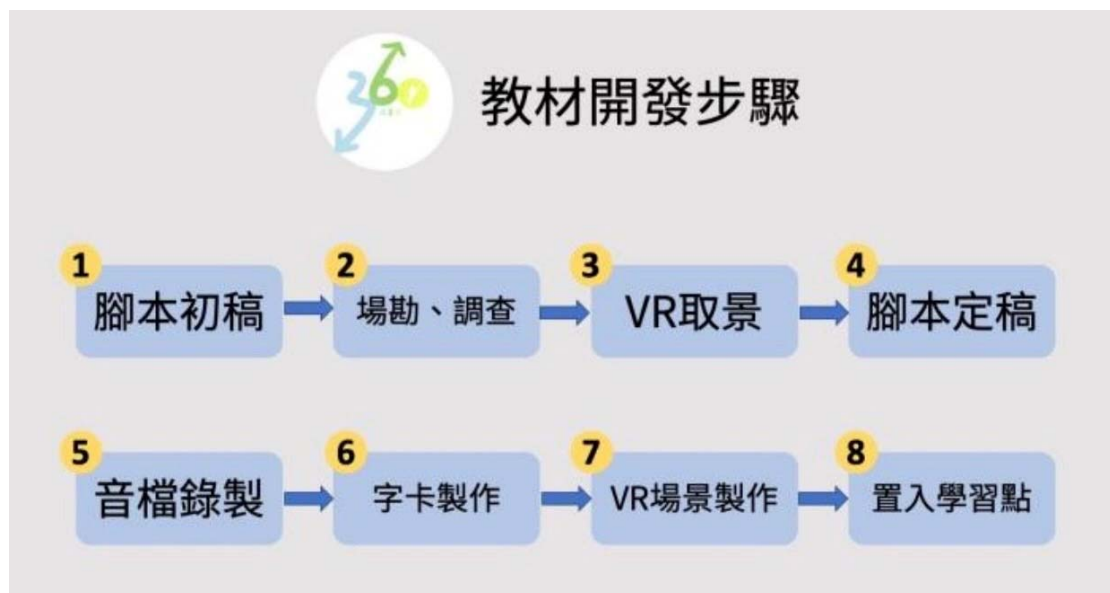 360
教材開發步驟
1
腳本初稿
2
場勘、調查
3
VR取景
4
腳本定稿
5
音檔錄製
6
字卡製作
7
VR場景製作
8
置入學習點